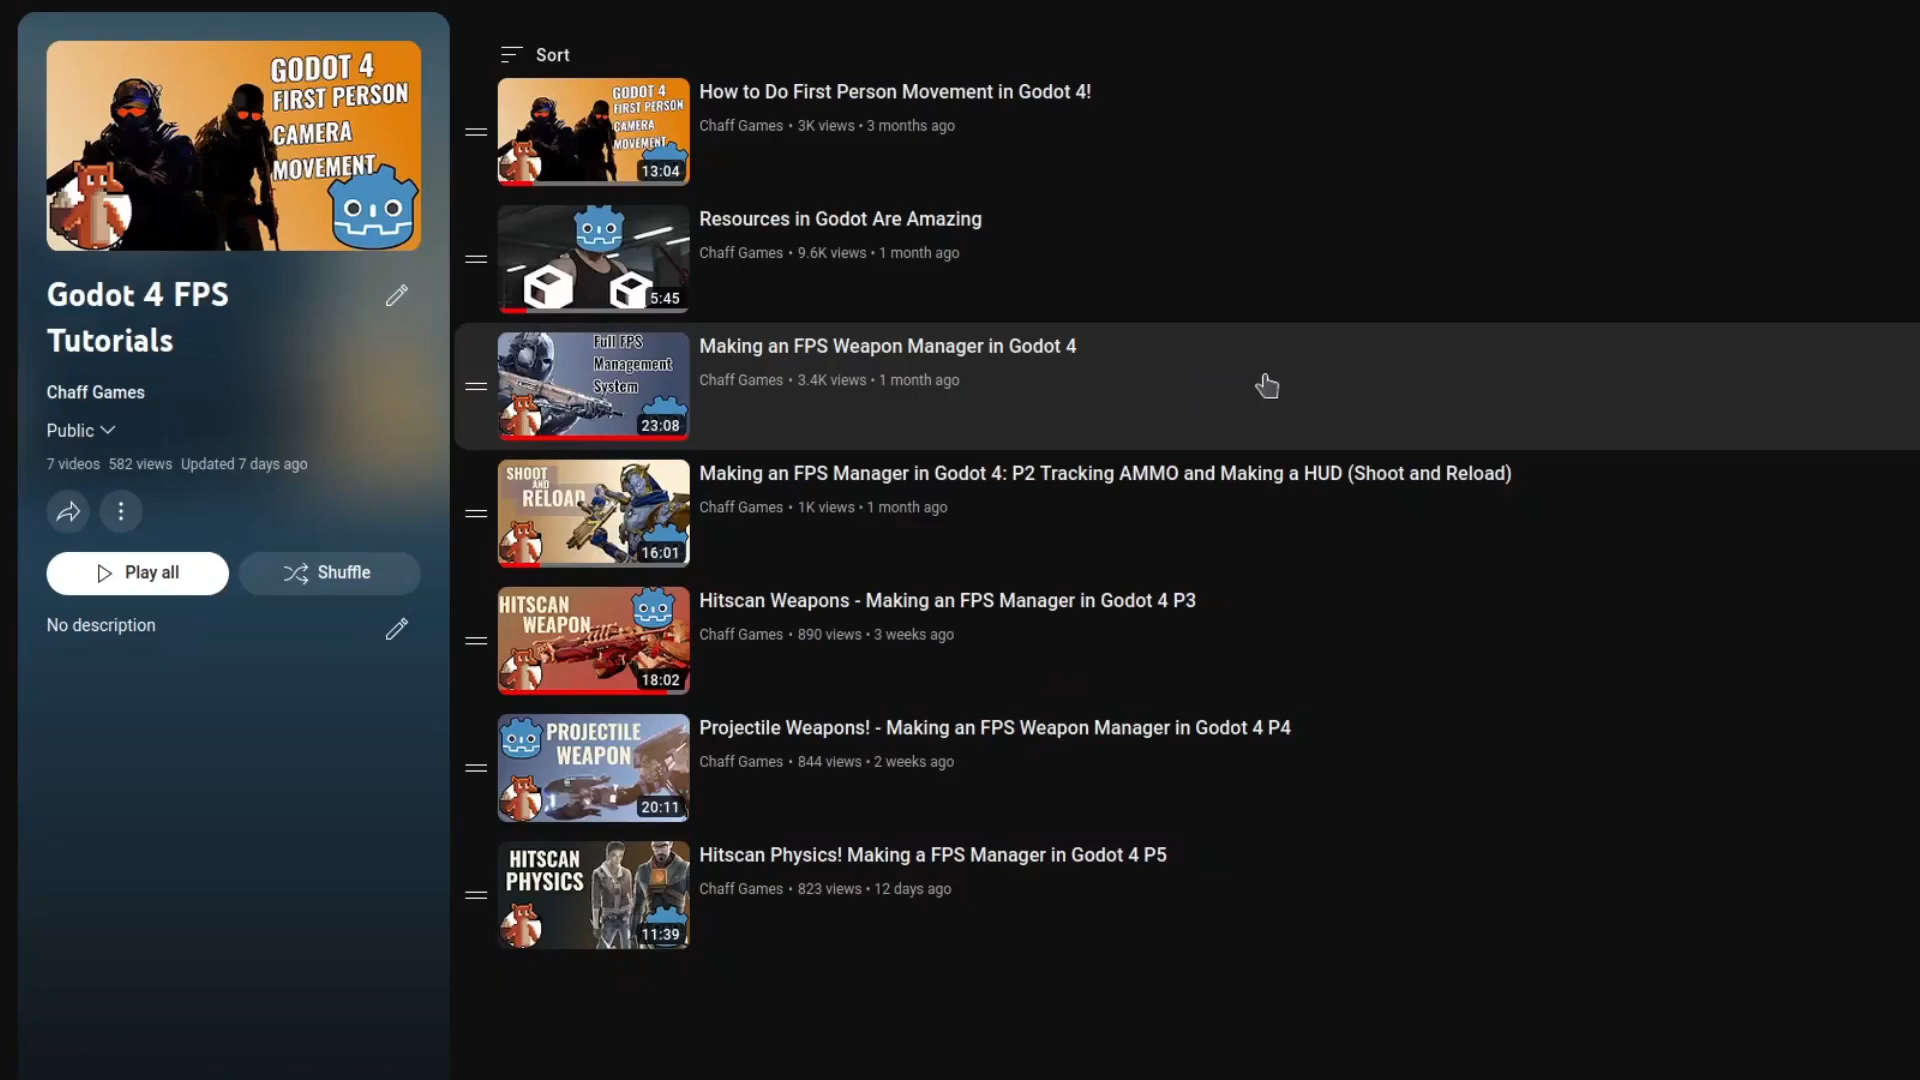 GODOT 4
FIRST PERSON
CAMERA
MOVEMENT
Godot 4 FPS
Tutorials
Chaff Games
Public
7 videos 582 views Updated 7 days ago
Play all
Shuffle
No description
Sort
GODOT 4
FIRST PERSON
CAMERA
MOVEMENT
13:04
How to Do First Person Movement in Godot 4!
Chaff Games • 3K views • 3 months ago
5:45
Resources in Godot Are Amazing
Chaff Games • 9.6K views • 1 month ago
Full FPS
Management
System
23:08
Making an FPS Weapon Manager in Godot 4
Chaff Games • 3.4K views • 1 month ago
SHOOT
AND
RELOAD
16:01
Making an FPS Manager in Godot 4: P2 Tracking AMMO and Making a HUD (Shoot and Reload)
Chaff Games • 1K views • 1 month ago
HITSCAN
WEAPON
18:02
Hitscan Weapons - Making an FPS Manager in Godot 4 P3
Chaff Games • 890 views • 3 weeks ago
PROJECTILE
WEAPON
20:11
Projectile Weapons! - Making an FPS Weapon Manager in Godot 4 P4
Chaff Games • 844 views • 2 weeks ago
HITSCAN
PHYSICS
11:39
Hitscan Physics! Making a FPS Manager in Godot 4 P5
Chaff Games • 823 views • 12 days ago